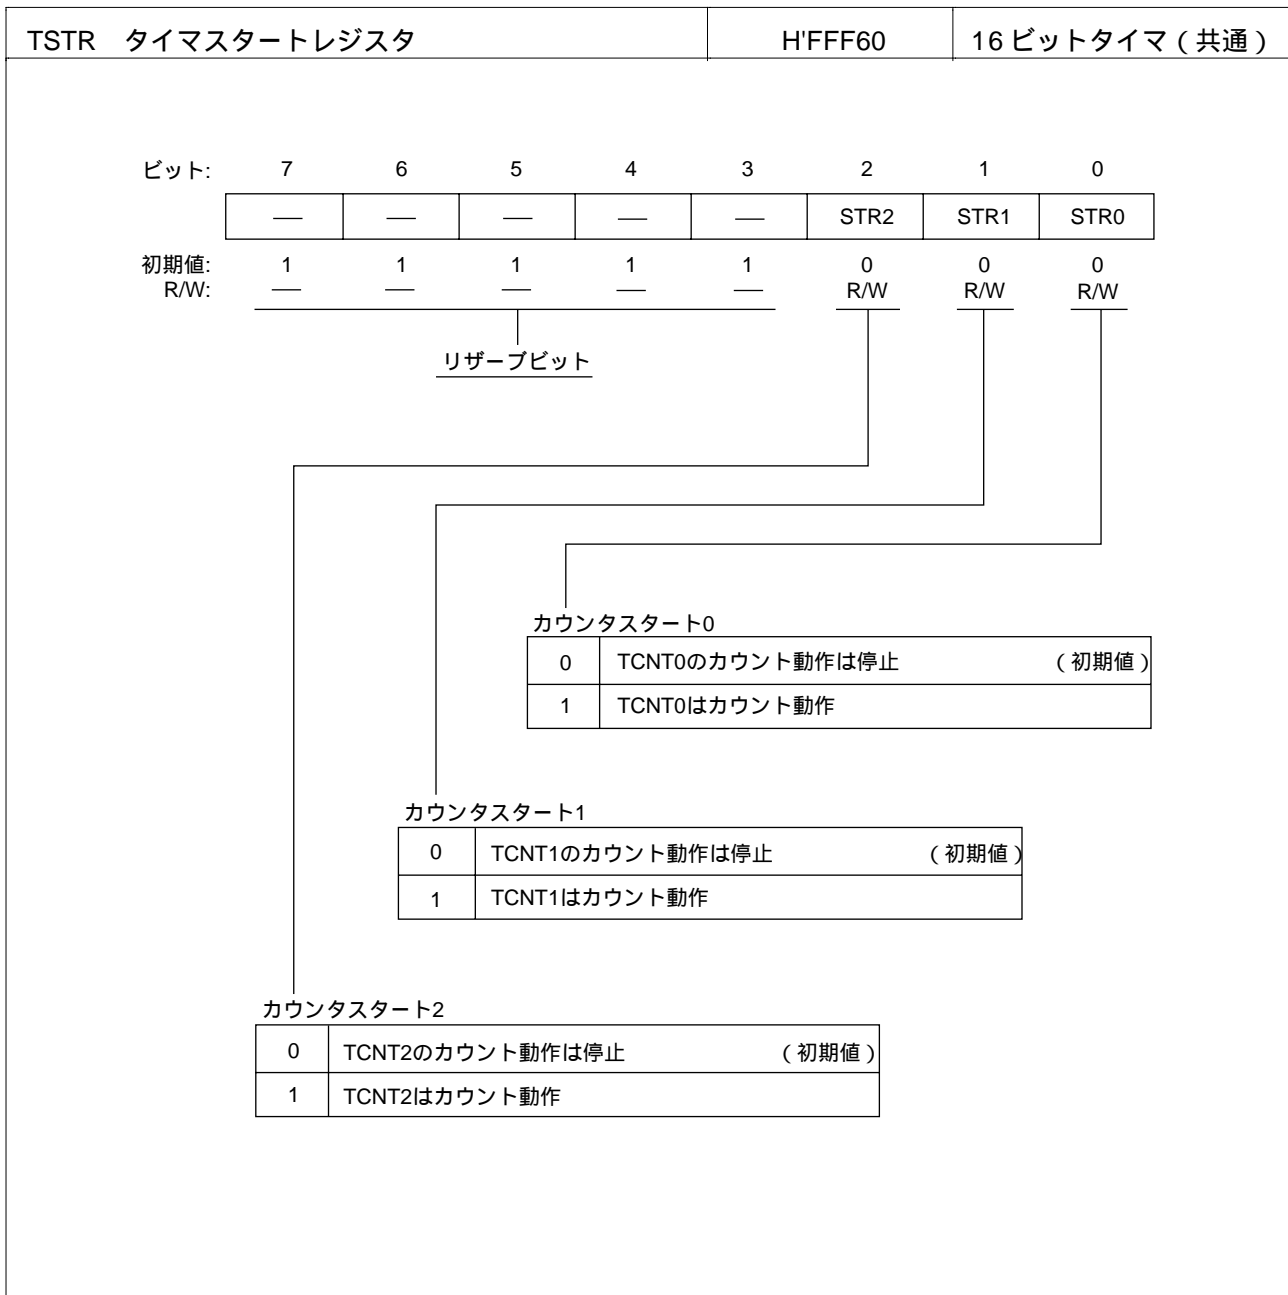 TSTR　タイマスタートレジスタ　H'FFF60　16 ビットタイマ（共通）
ビット: 7 6 5 4 3 2 1 0
— — — — — STR2 STR1 STR0
初期値: 1 1 1 1 1 0 0 0
R/W: — — — — — R/W R/W R/W
リザーブビット
カウンタスタート0
0 TCNT0のカウント動作は停止 （初期値）
1 TCNT0はカウント動作
カウンタスタート1
0 TCNT1のカウント動作は停止 （初期値）
1 TCNT1はカウント動作
カウンタスタート2
0 TCNT2のカウント動作は停止 （初期値）
1 TCNT2はカウント動作